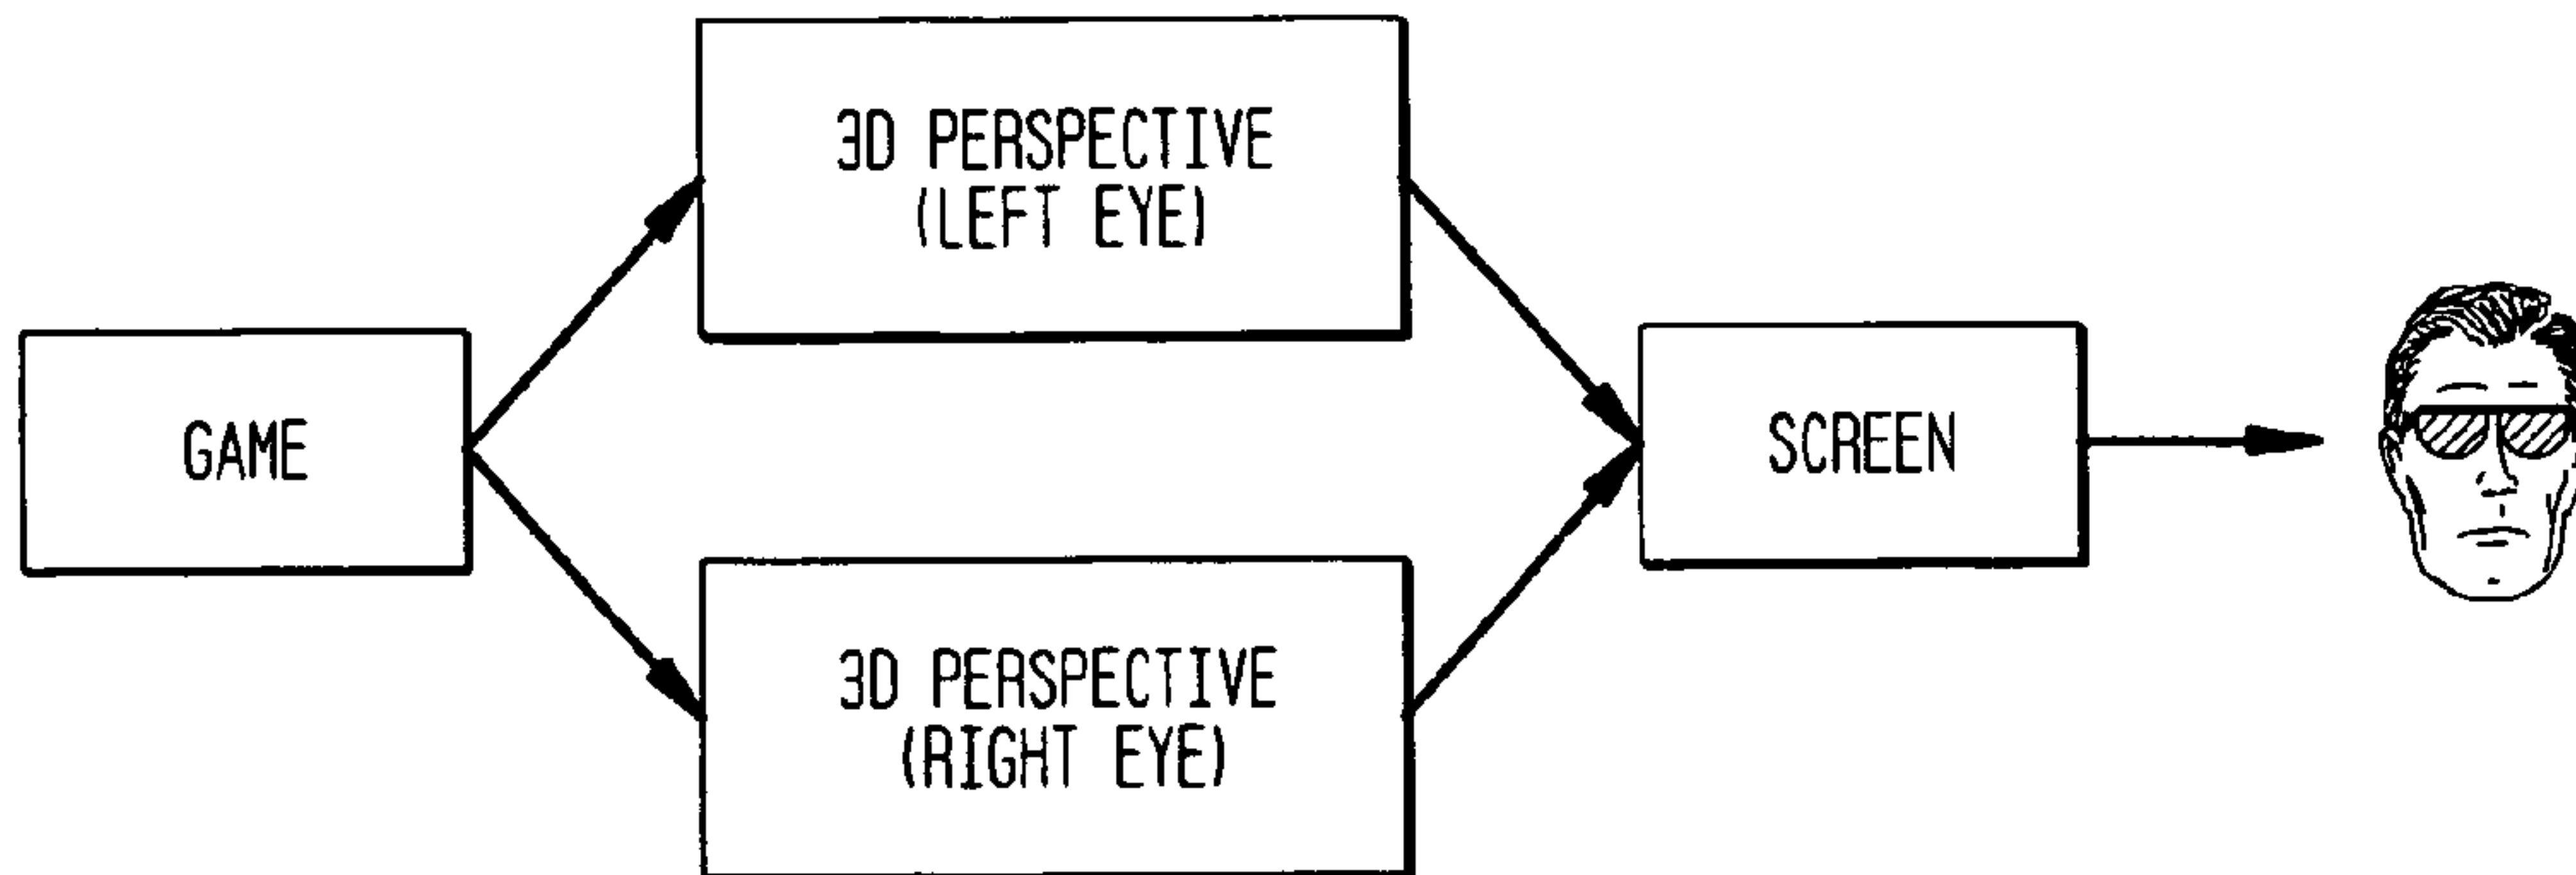 3D PERSPECTIVE
(LEFT EYE)
GAME
SCREEN
3D PERSPECTIVE
(RIGHT EYE)